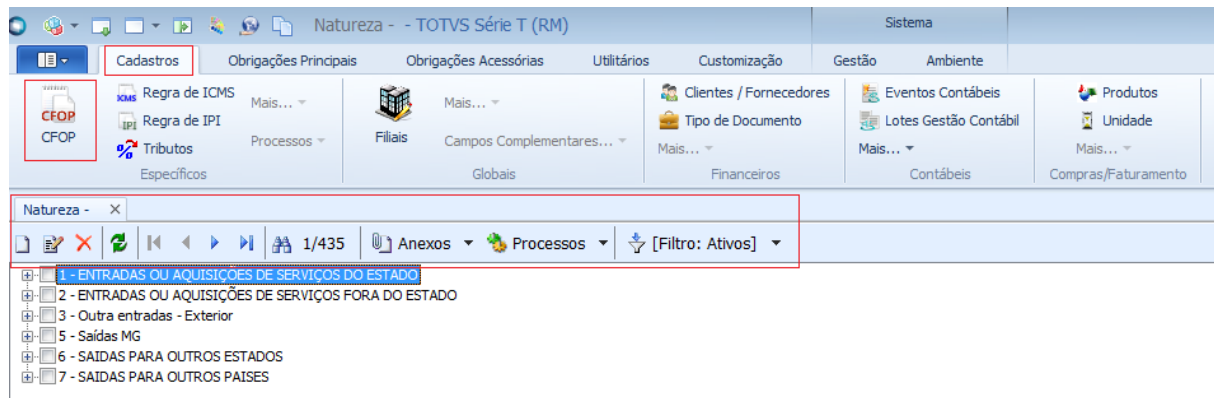 Natureza - - TOTVS Série T (RM)
Sistema
Cadastros Obrigações Principais Obrigações Acessórias Utilitários Customização Gestão Ambiente
CFOP
CFOP
ICMS Regra de ICMS
IPI Regra de IPI
Tributos
Mais...
Processos
Específicos
Filiais
Mais...
Campos Complementares...
Globais
Clientes / Fornecedores
Tipo de Documento
Mais...
Financeiros
Eventos Contábeis
Lotes Gestão Contábil
Mais...
Contábeis
Produtos
Unidade
Mais...
Compras/Faturamento
Natureza -
1/435 Anexos Processos [Filtro: Ativos]
1 - ENTRADAS OU AQUISIÇÕES DE SERVIÇOS DO ESTADO
2 - ENTRADAS OU AQUISIÇÕES DE SERVIÇOS FORA DO ESTADO
3 - Outra entradas - Exterior
5 - Saídas MG
6 - SAIDAS PARA OUTROS ESTADOS
7 - SAIDAS PARA OUTROS PAISES